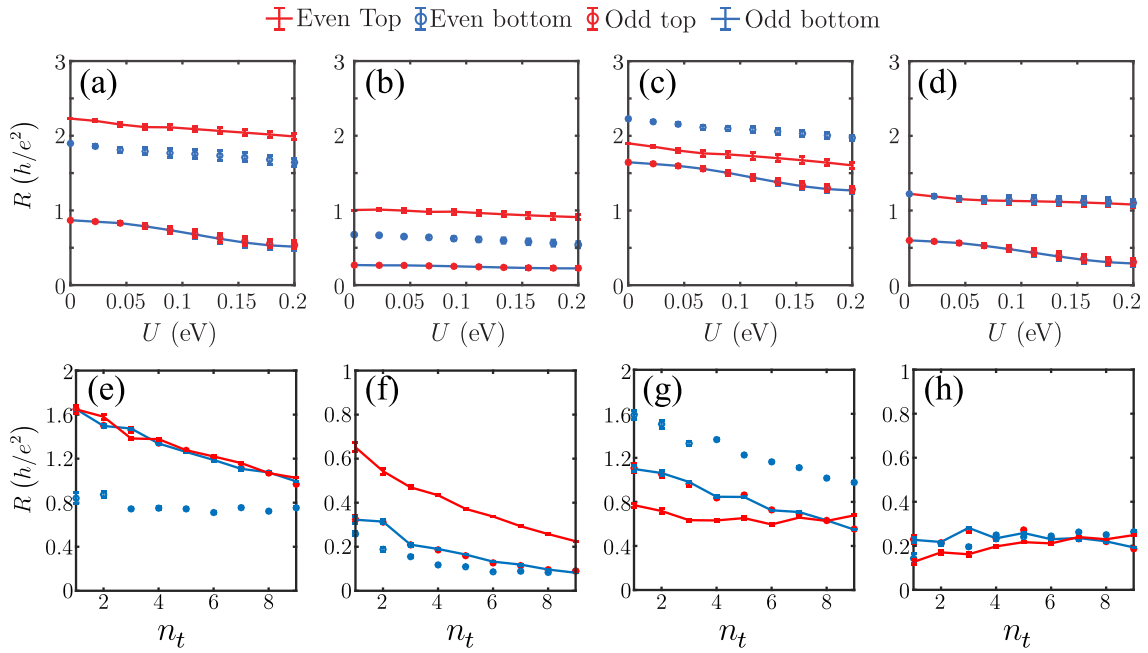 Even Top Even bottom Odd top Odd bottom
(a) (b) (c) (d)
R (h/e²)
3 3 3 3
2 2 2 2
1 1 1 1
0 0 0 0
0 0.05 0.1 0.15 0.2 0 0.05 0.1 0.15 0.2 0 0.05 0.1 0.15 0.2 0 0.05 0.1 0.15 0.2
U (eV) U (eV) U (eV) U (eV)
(e) (f) (g) (h)
R (h/e²)
2 1 2 1
1.6 0.8 1.6 0.8
1.2 0.6 1.2 0.6
0.8 0.4 0.8 0.4
0.4 0.2 0.4 0.2
0 0 0 0
2 4 6 8 2 4 6 8 2 4 6 8 2 4 6 8
n_t n_t n_t n_t